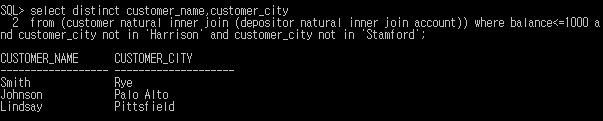 SQL> select distinct customer_name,customer_city
2 from (customer natural inner join (depositor natural inner join account)) where balance<=1000 a
nd customer_city not in 'Harrison' and customer_city not in 'Stamford';
CUSTOMER_NAME CUSTOMER_CITY
------------------ --------------------
Smith Rye
Johnson Palo Alto
Lindsay Pittsfield